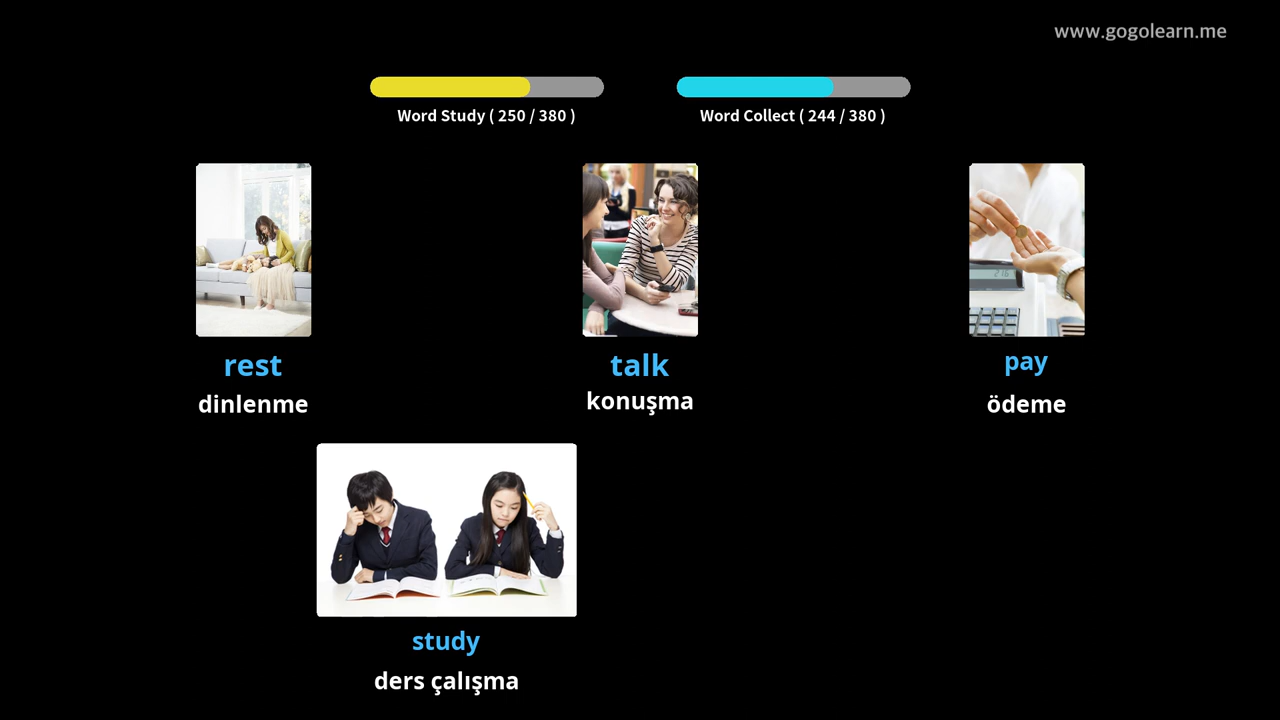 www.gogolearn.me
Word Study ( 250 / 380 )
Word Collect ( 244 / 380 )
rest
dinlenme
talk
konuşma
pay
ödeme
study
ders çalışma